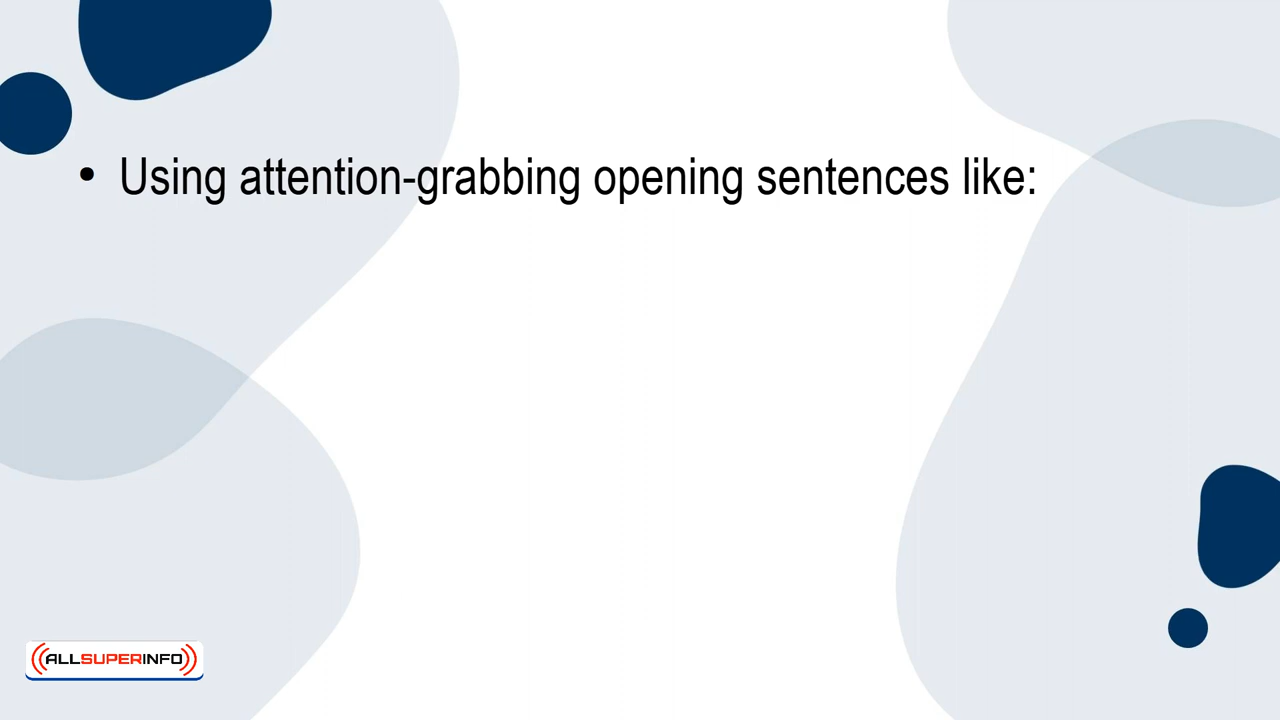 • Using attention-grabbing opening sentences like:
ALLSUPERINFO